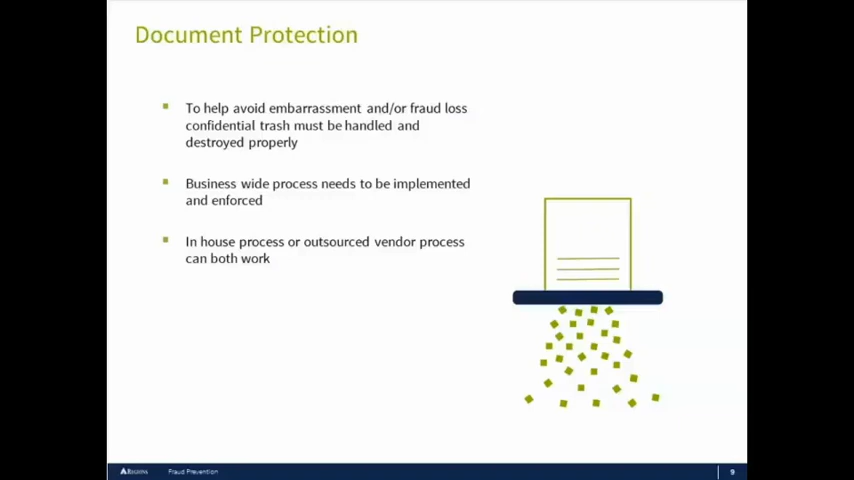 Document Protection
To help avoid embarrassment and/or fraud loss
confidential trash must be handled and
destroyed properly
Business wide process needs to be implemented
and enforced
In house process or outsourced vendor process
can both work
REGIONS
Fraud Prevention
9